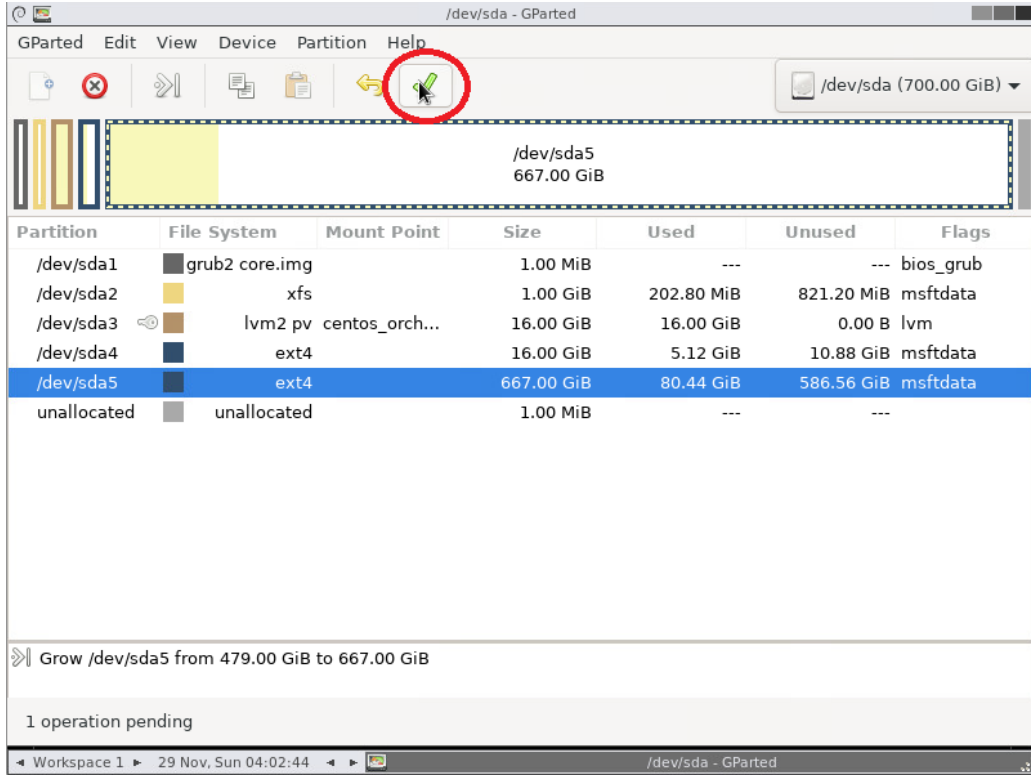 /dev/sda - GParted
GParted Edit View Device Partition Help
/dev/sda (700.00 GiB)
/dev/sda5
667.00 GiB
Partition File System Mount Point Size Used Unused Flags
/dev/sda1 grub2 core.img 1.00 MiB --- --- bios_grub
/dev/sda2 xfs 1.00 GiB 202.80 MiB 821.20 MiB msftdata
/dev/sda3 lvm2 pv centos_orch... 16.00 GiB 16.00 GiB 0.00 B lvm
/dev/sda4 ext4 16.00 GiB 5.12 GiB 10.88 GiB msftdata
/dev/sda5 ext4 667.00 GiB 80.44 GiB 586.56 GiB msftdata
unallocated unallocated 1.00 MiB --- ---
Grow /dev/sda5 from 479.00 GiB to 667.00 GiB
1 operation pending
Workspace 1 29 Nov, Sun 04:02:44 /dev/sda - GParted